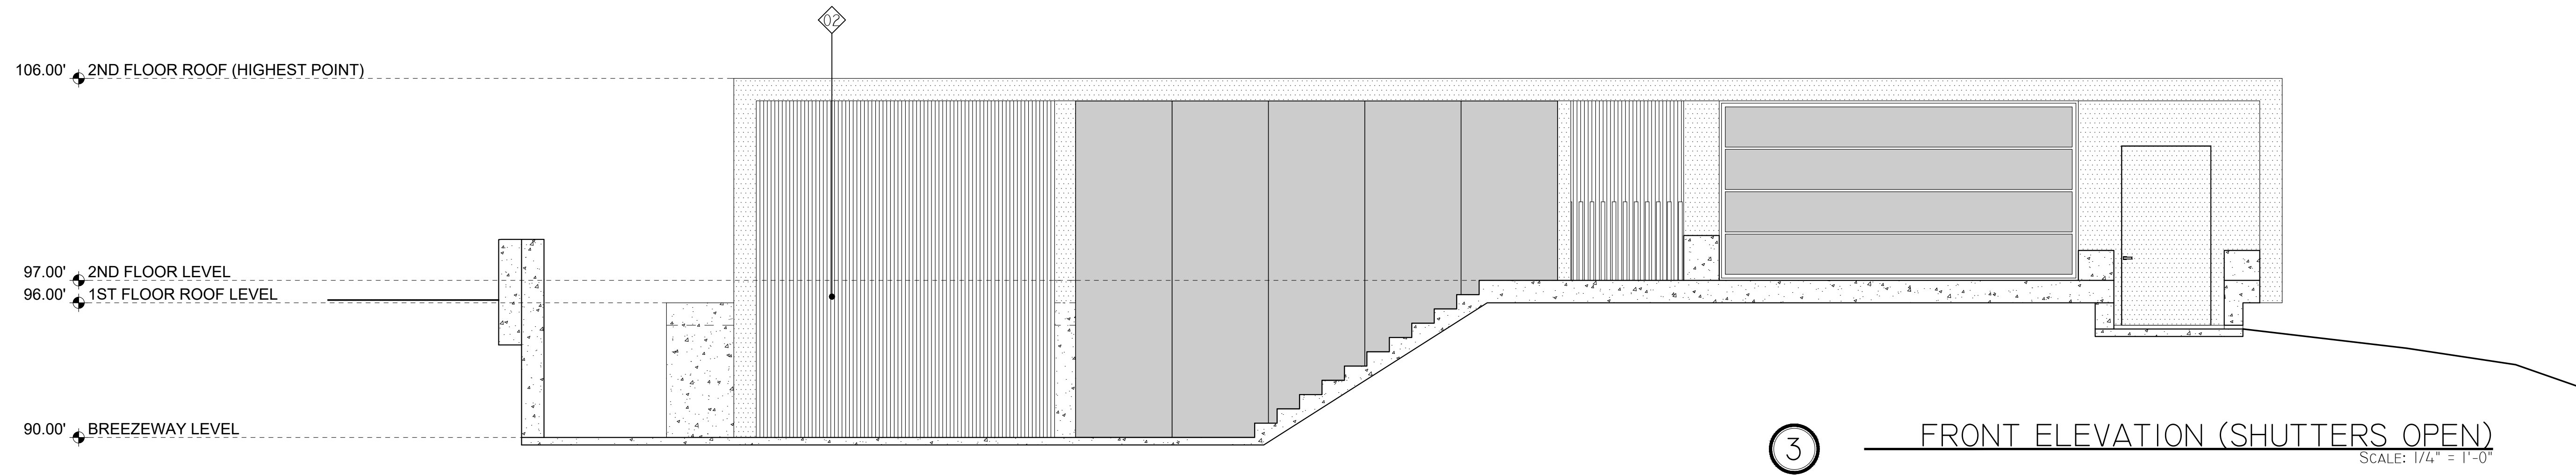 02
106.00' 2ND FLOOR ROOF (HIGHEST POINT)
97.00' 2ND FLOOR LEVEL
96.00' 1ST FLOOR ROOF LEVEL
90.00' BREEZEWAY LEVEL
3 FRONT ELEVATION (SHUTTERS OPEN)
SCALE: 1/4" = 1'-0"